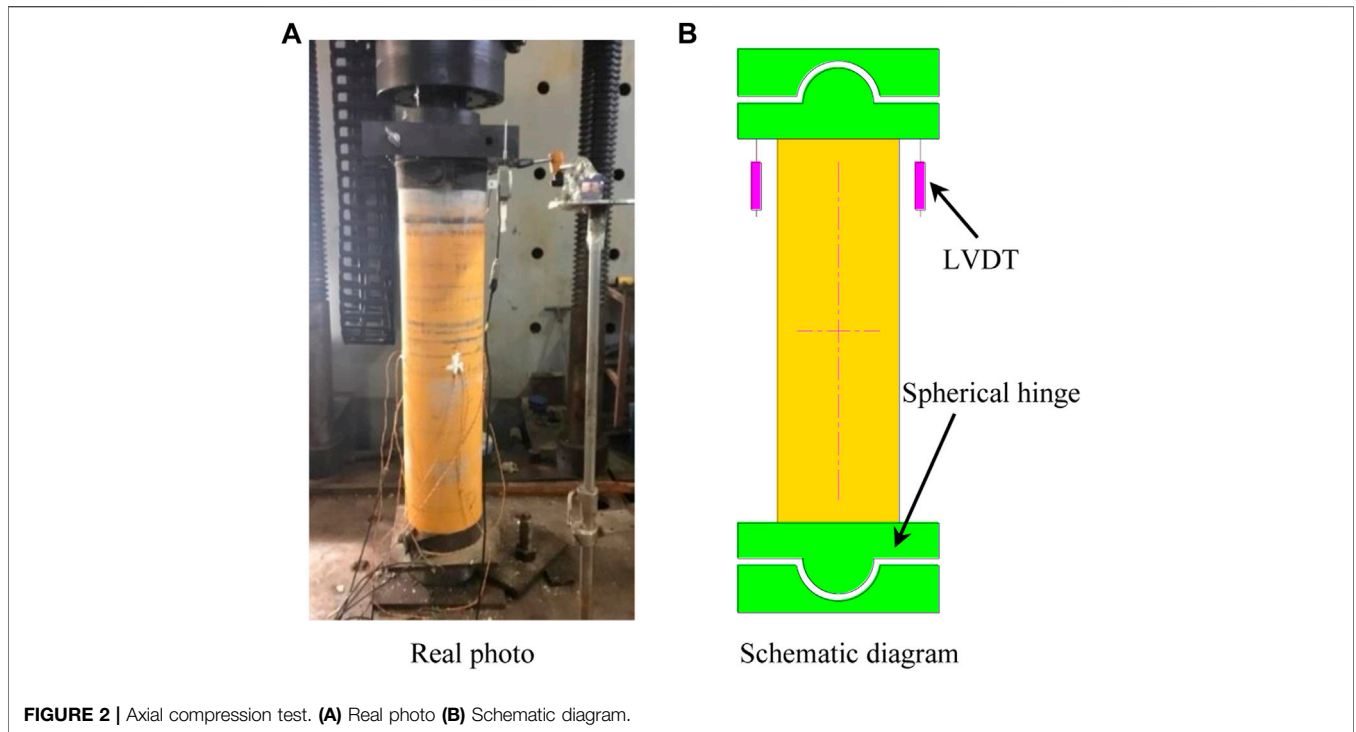 A
B
LVDT
Spherical hinge
Real photo
Schematic diagram
FIGURE 2 | Axial compression test. (A) Real photo (B) Schematic diagram.